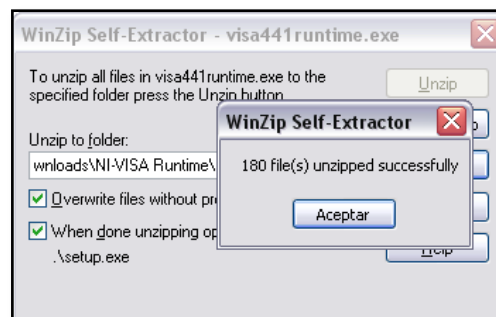 WinZip Self-Extractor - visa441runtime.exe
To unzip all files in visa441runtime.exe to the
specified folder press the Unzip button
Unzip
WinZip Self-Extractor
180 file(s) unzipped successfully
Aceptar
Unzip to folder:
wnloads\NI-VISA Runtime\
Overwrite files without
When done unzipping
.\setup.exe
Help